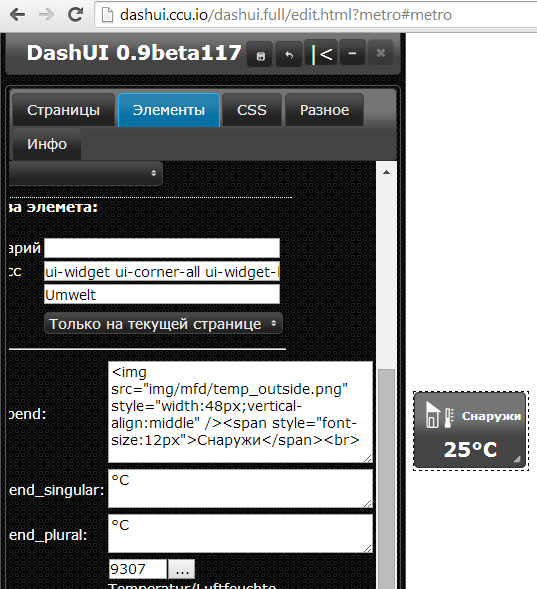 dashui.ccu.io/dashui.full/edit.html?metro#metro
DashUI 0.9beta117
|<
Страницы
Элементы
CSS
Разное
Инфо
ва элемета:
арий
сс
ui-widget ui-corner-all ui-widget-
Umwelt
Только на текущей странице
pend:
<img
src="img/mfd/temp_outside.png"
style="width:48px;vertical-
align:middle" /><span style="font-
size:12px">Снаружи</span><br>
end_singular:
°C
end_plural:
°C
9307
...
Temperatur/Luftfeuchte
Снаружи
25°C